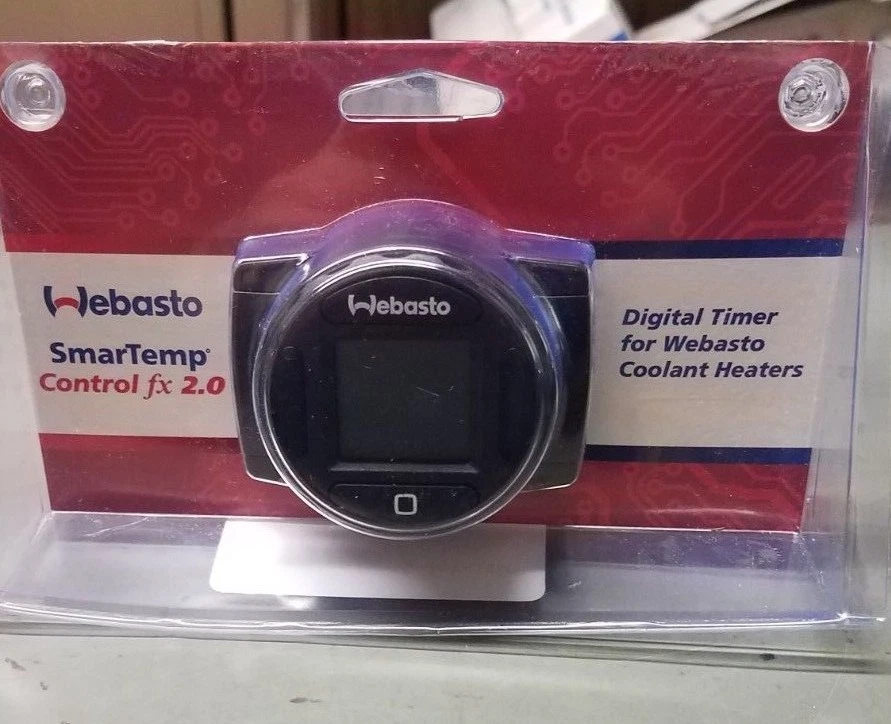 Webasto
SmarTemp°
Control fx 2.0
Webasto
Digital Timer
for Webasto
Coolant Heaters